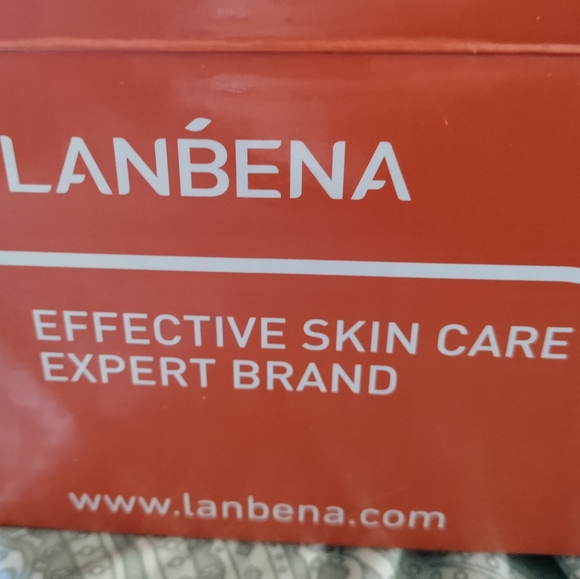 LANBENA
EFFECTIVE SKIN CARE
EXPERT BRAND
www.lanbena.com